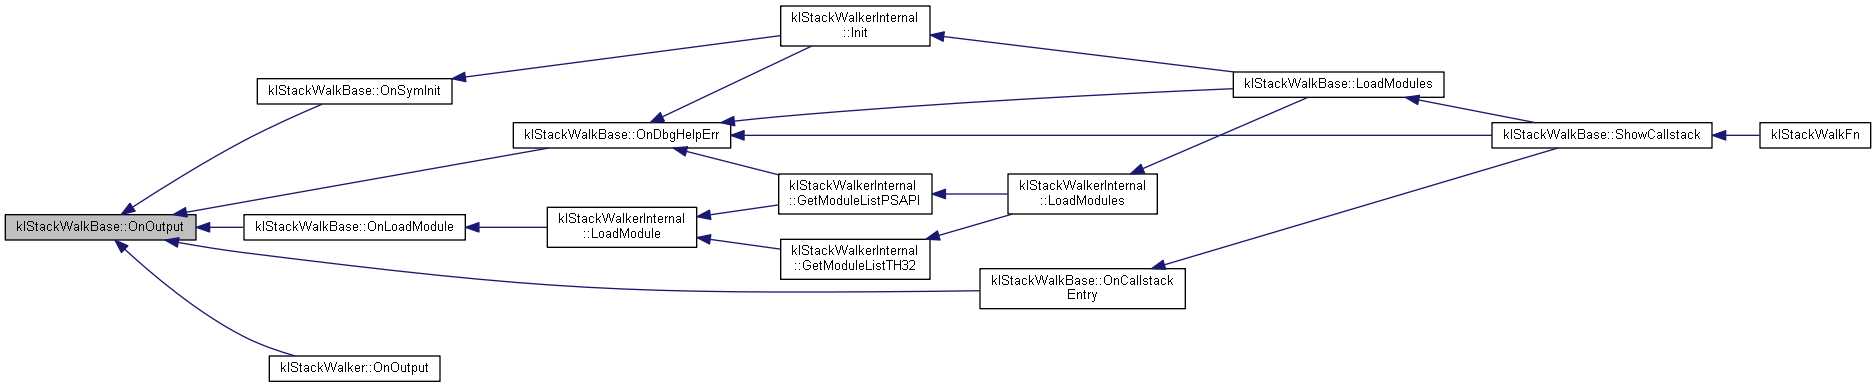 klStackWalkBase::OnOutput
klStackWalkBase::OnSymInit
klStackWalkBase::OnDbgHelpErr
klStackWalkBase::OnLoadModule
klStackWalker::OnOutput
klStackWalkerInternal
::Init
klStackWalkerInternal
::LoadModule
klStackWalkerInternal
::GetModuleListPSAPI
klStackWalkerInternal
::GetModuleListTH32
klStackWalkerInternal
::LoadModules
klStackWalkBase::OnCallstack
Entry
klStackWalkBase::LoadModules
klStackWalkBase::ShowCallstack
klStackWalkFn